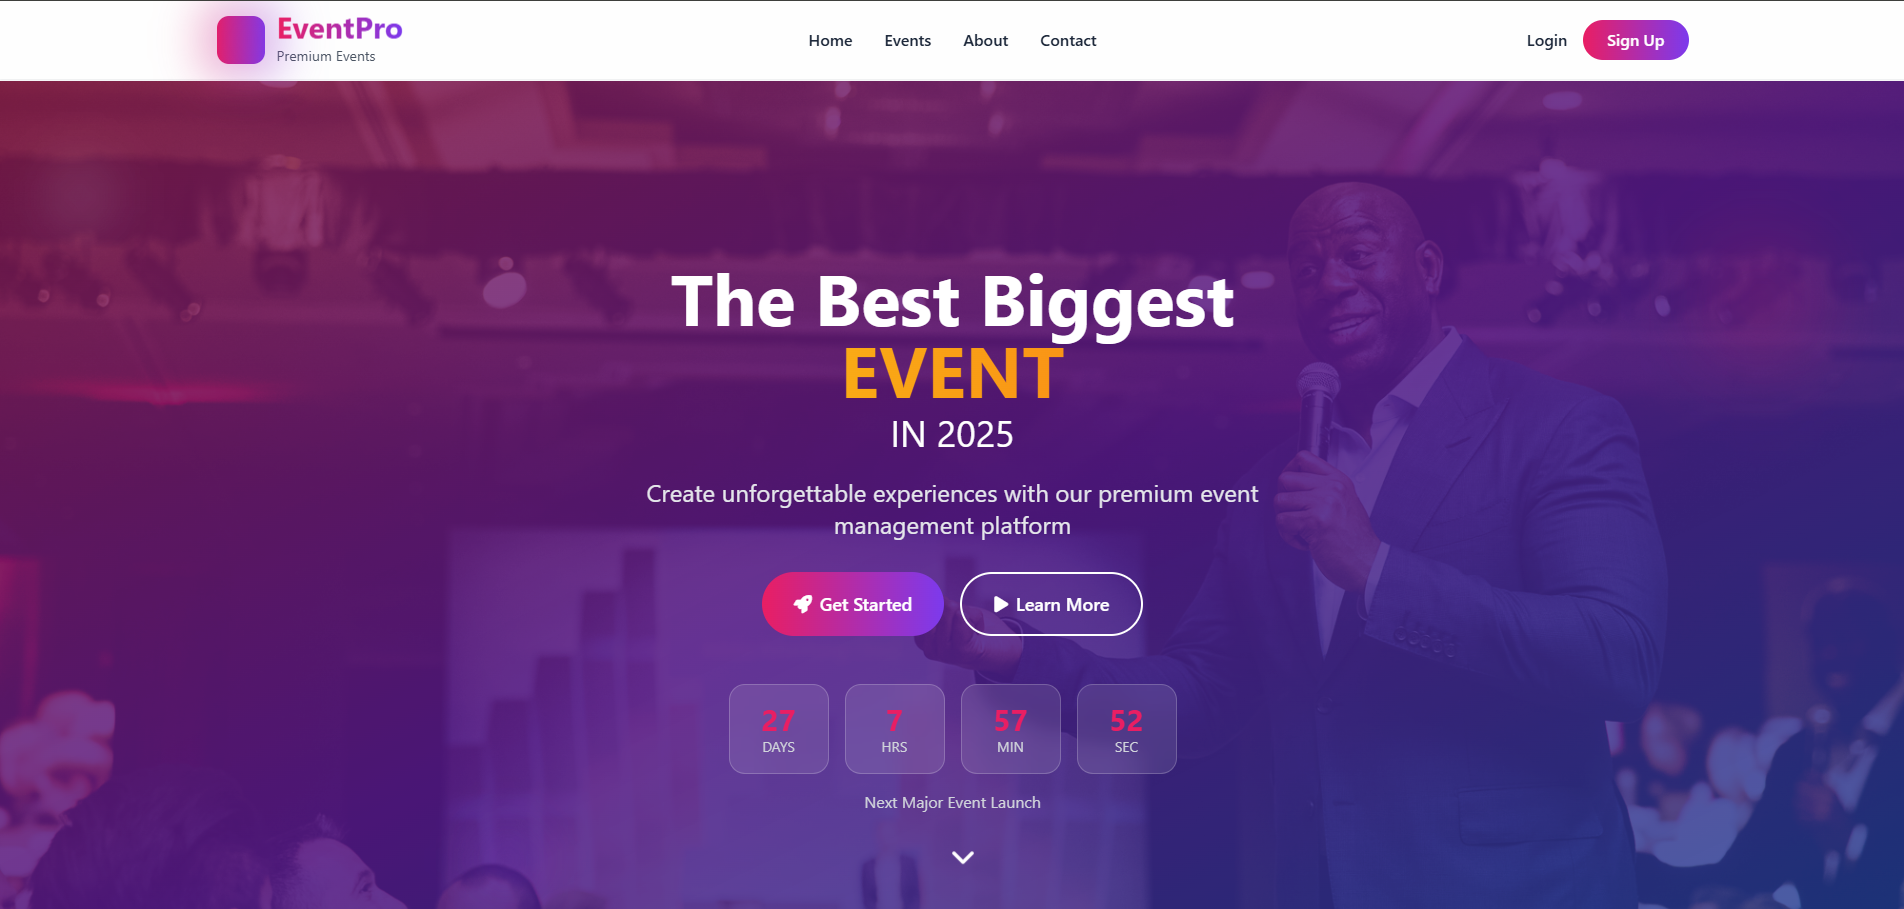 EventPro
Premium Events
Home
Events
About
Contact
Login
Sign Up
The Best Biggest
EVENT
IN 2025
Create unforgettable experiences with our premium event
management platform
Get Started
Learn More
27
DAYS
7
HRS
57
MIN
52
SEC
Next Major Event Launch